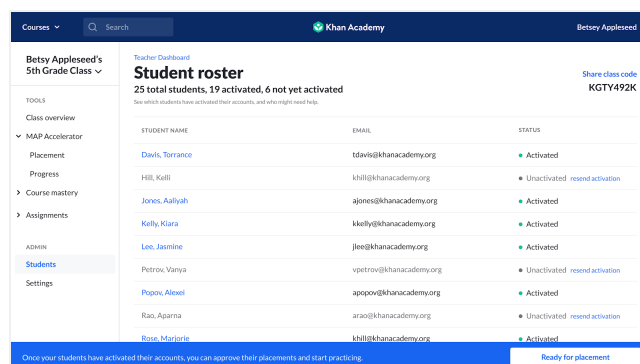 Courses
Search
Khan Academy
Betsey Appleseed
Betsy Appleseed's
5th Grade Class
TOOLS
Class overview
MAP Accelerator
Placement
Progress
Course mastery
Assignments
ADMIN
Students
Settings
Teacher Dashboard
Student roster
25 total students, 19 activated, 6 not yet activated
See which students have activated their accounts, and who might need help.
Share class code
KGTY492K
STUDENT NAME EMAIL STATUS
Davis, Torrance tdavis@khanacademy.org Activated
Hill, Kelli khill@khanacademy.org Unactivated resend activation
Jones, Aaliyah ajones@khanacademy.org Activated
Kelly, Kiara kkelly@khanacademy.org Activated
Lee, Jasmine jlee@khanacademy.org Activated
Petrov, Vanya vpetrov@khanacademy.org Unactivated resend activation
Popov, Alexei apopov@khanacademy.org Activated
Rao, Aparna arao@khanacademy.org Unactivated resend activation
Rose, Marjorie khill@khanacademy.org Activated
Once your students have activated their accounts, you can approve their placements and start practicing.
Ready for placement